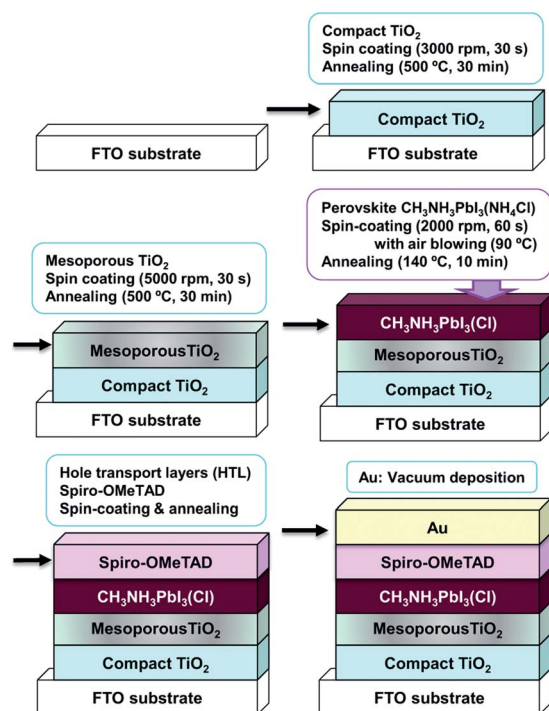 FTO substrate
Compact TiO₂
Spin coating (3000 rpm, 30 s)
Annealing (500 ºC, 30 min)
Compact TiO₂
FTO substrate
Mesoporous TiO₂
Spin coating (5000 rpm, 30 s)
Annealing (500 ºC, 30 min)
MesoporousTiO₂
Compact TiO₂
FTO substrate
Perovskite CH₃NH₃PbI₃(NH₄Cl)
Spin-coating (2000 rpm, 60 s)
with air blowing (90 ºC)
Annealing (140 ºC, 10 min)
CH₃NH₃PbI₃(Cl)
MesoporousTiO₂
Compact TiO₂
FTO substrate
Hole transport layers (HTL)
Spiro-OMeTAD
Spin-coating & annealing
Spiro-OMeTAD
CH₃NH₃PbI₃(Cl)
MesoporousTiO₂
Compact TiO₂
FTO substrate
Au: Vacuum deposition
Au
Spiro-OMeTAD
CH₃NH₃PbI₃(Cl)
MesoporousTiO₂
Compact TiO₂
FTO substrate